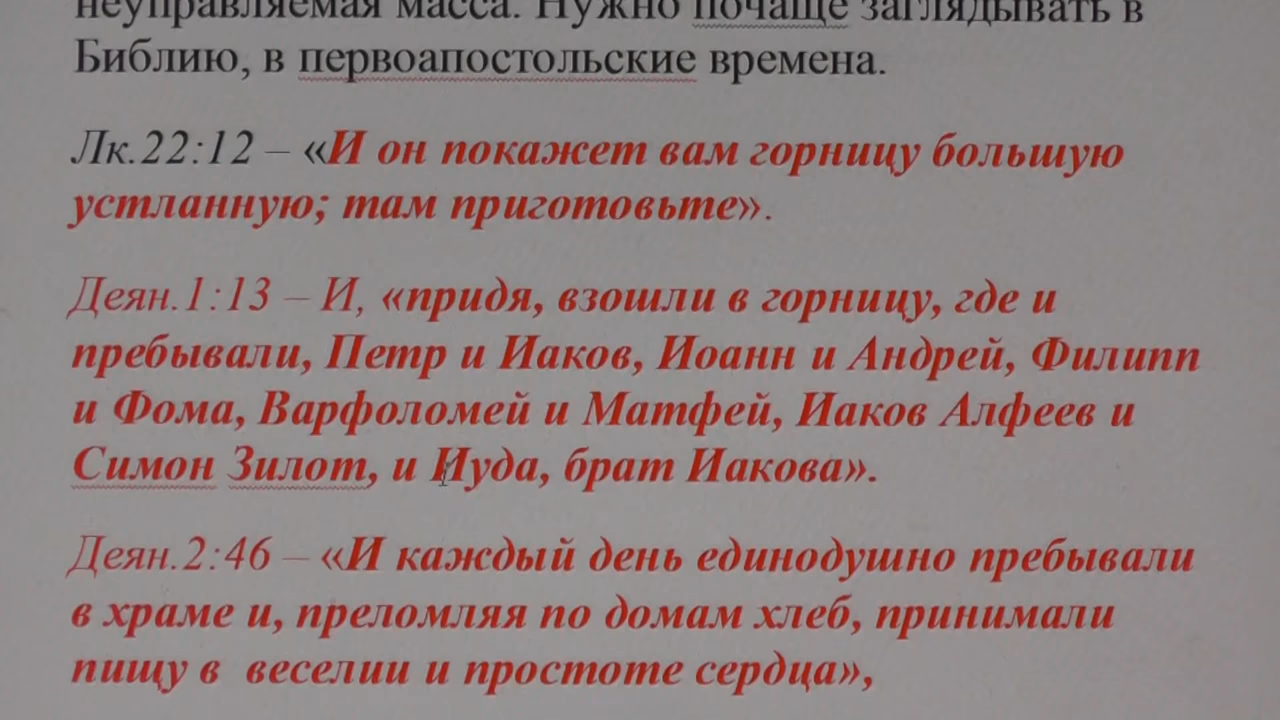 неуправляемая масса. Нужно почаще заглядывать в
Библию, в первоапостольские времена.
Лк.22:12 – «И он покажет вам горницу большую
устланную; там приготовьте».
Деян.1:13 – И, «придя, взошли в горницу, где и
пребывали, Петр и Иаков, Иоанн и Андрей, Филипп
и Фома, Варфоломей и Матфей, Иаков Алфеев и
Симон Зилот, и Иуда, брат Иакова».
Деян.2:46 – «И каждый день единодушно пребывали
в храме и, преломляя по домам хлеб, принимали
пищу в  веселии и простоте сердца»,